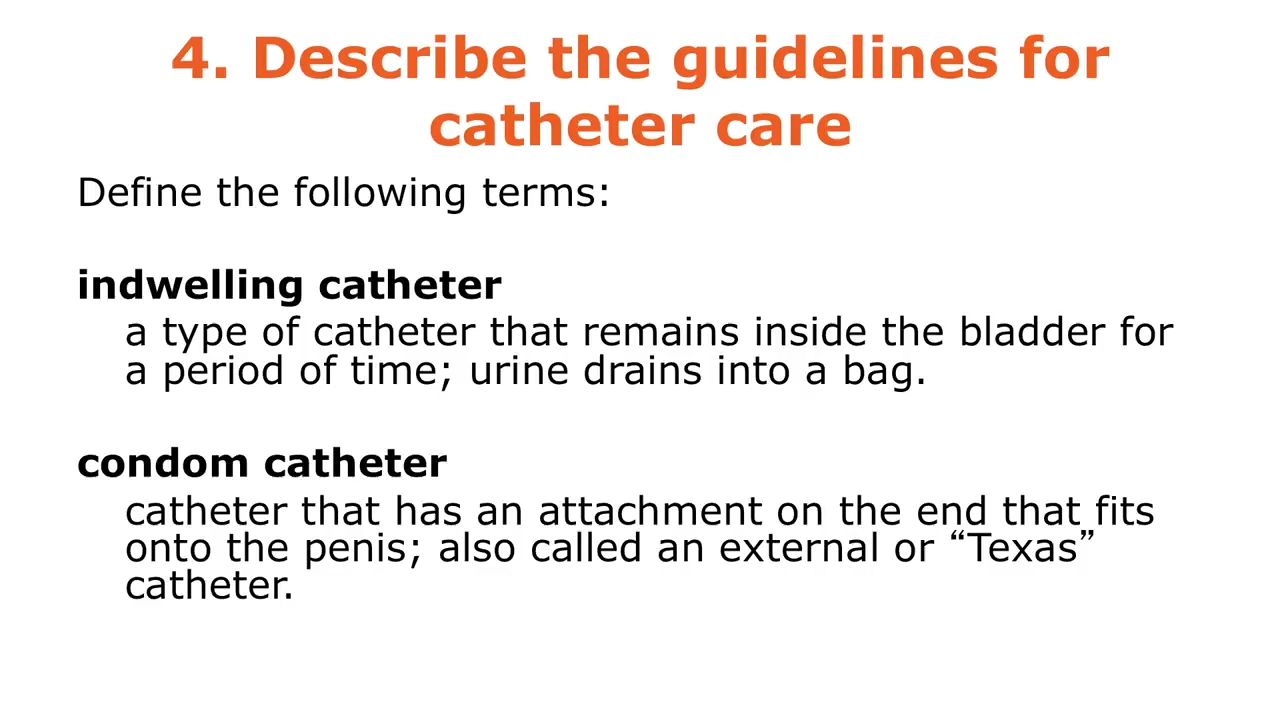 4. Describe the guidelines for
catheter care
Define the following terms:
indwelling catheter
a type of catheter that remains inside the bladder for
a period of time; urine drains into a bag.
condom catheter
catheter that has an attachment on the end that fits
onto the penis; also called an external or “Texas”
catheter.